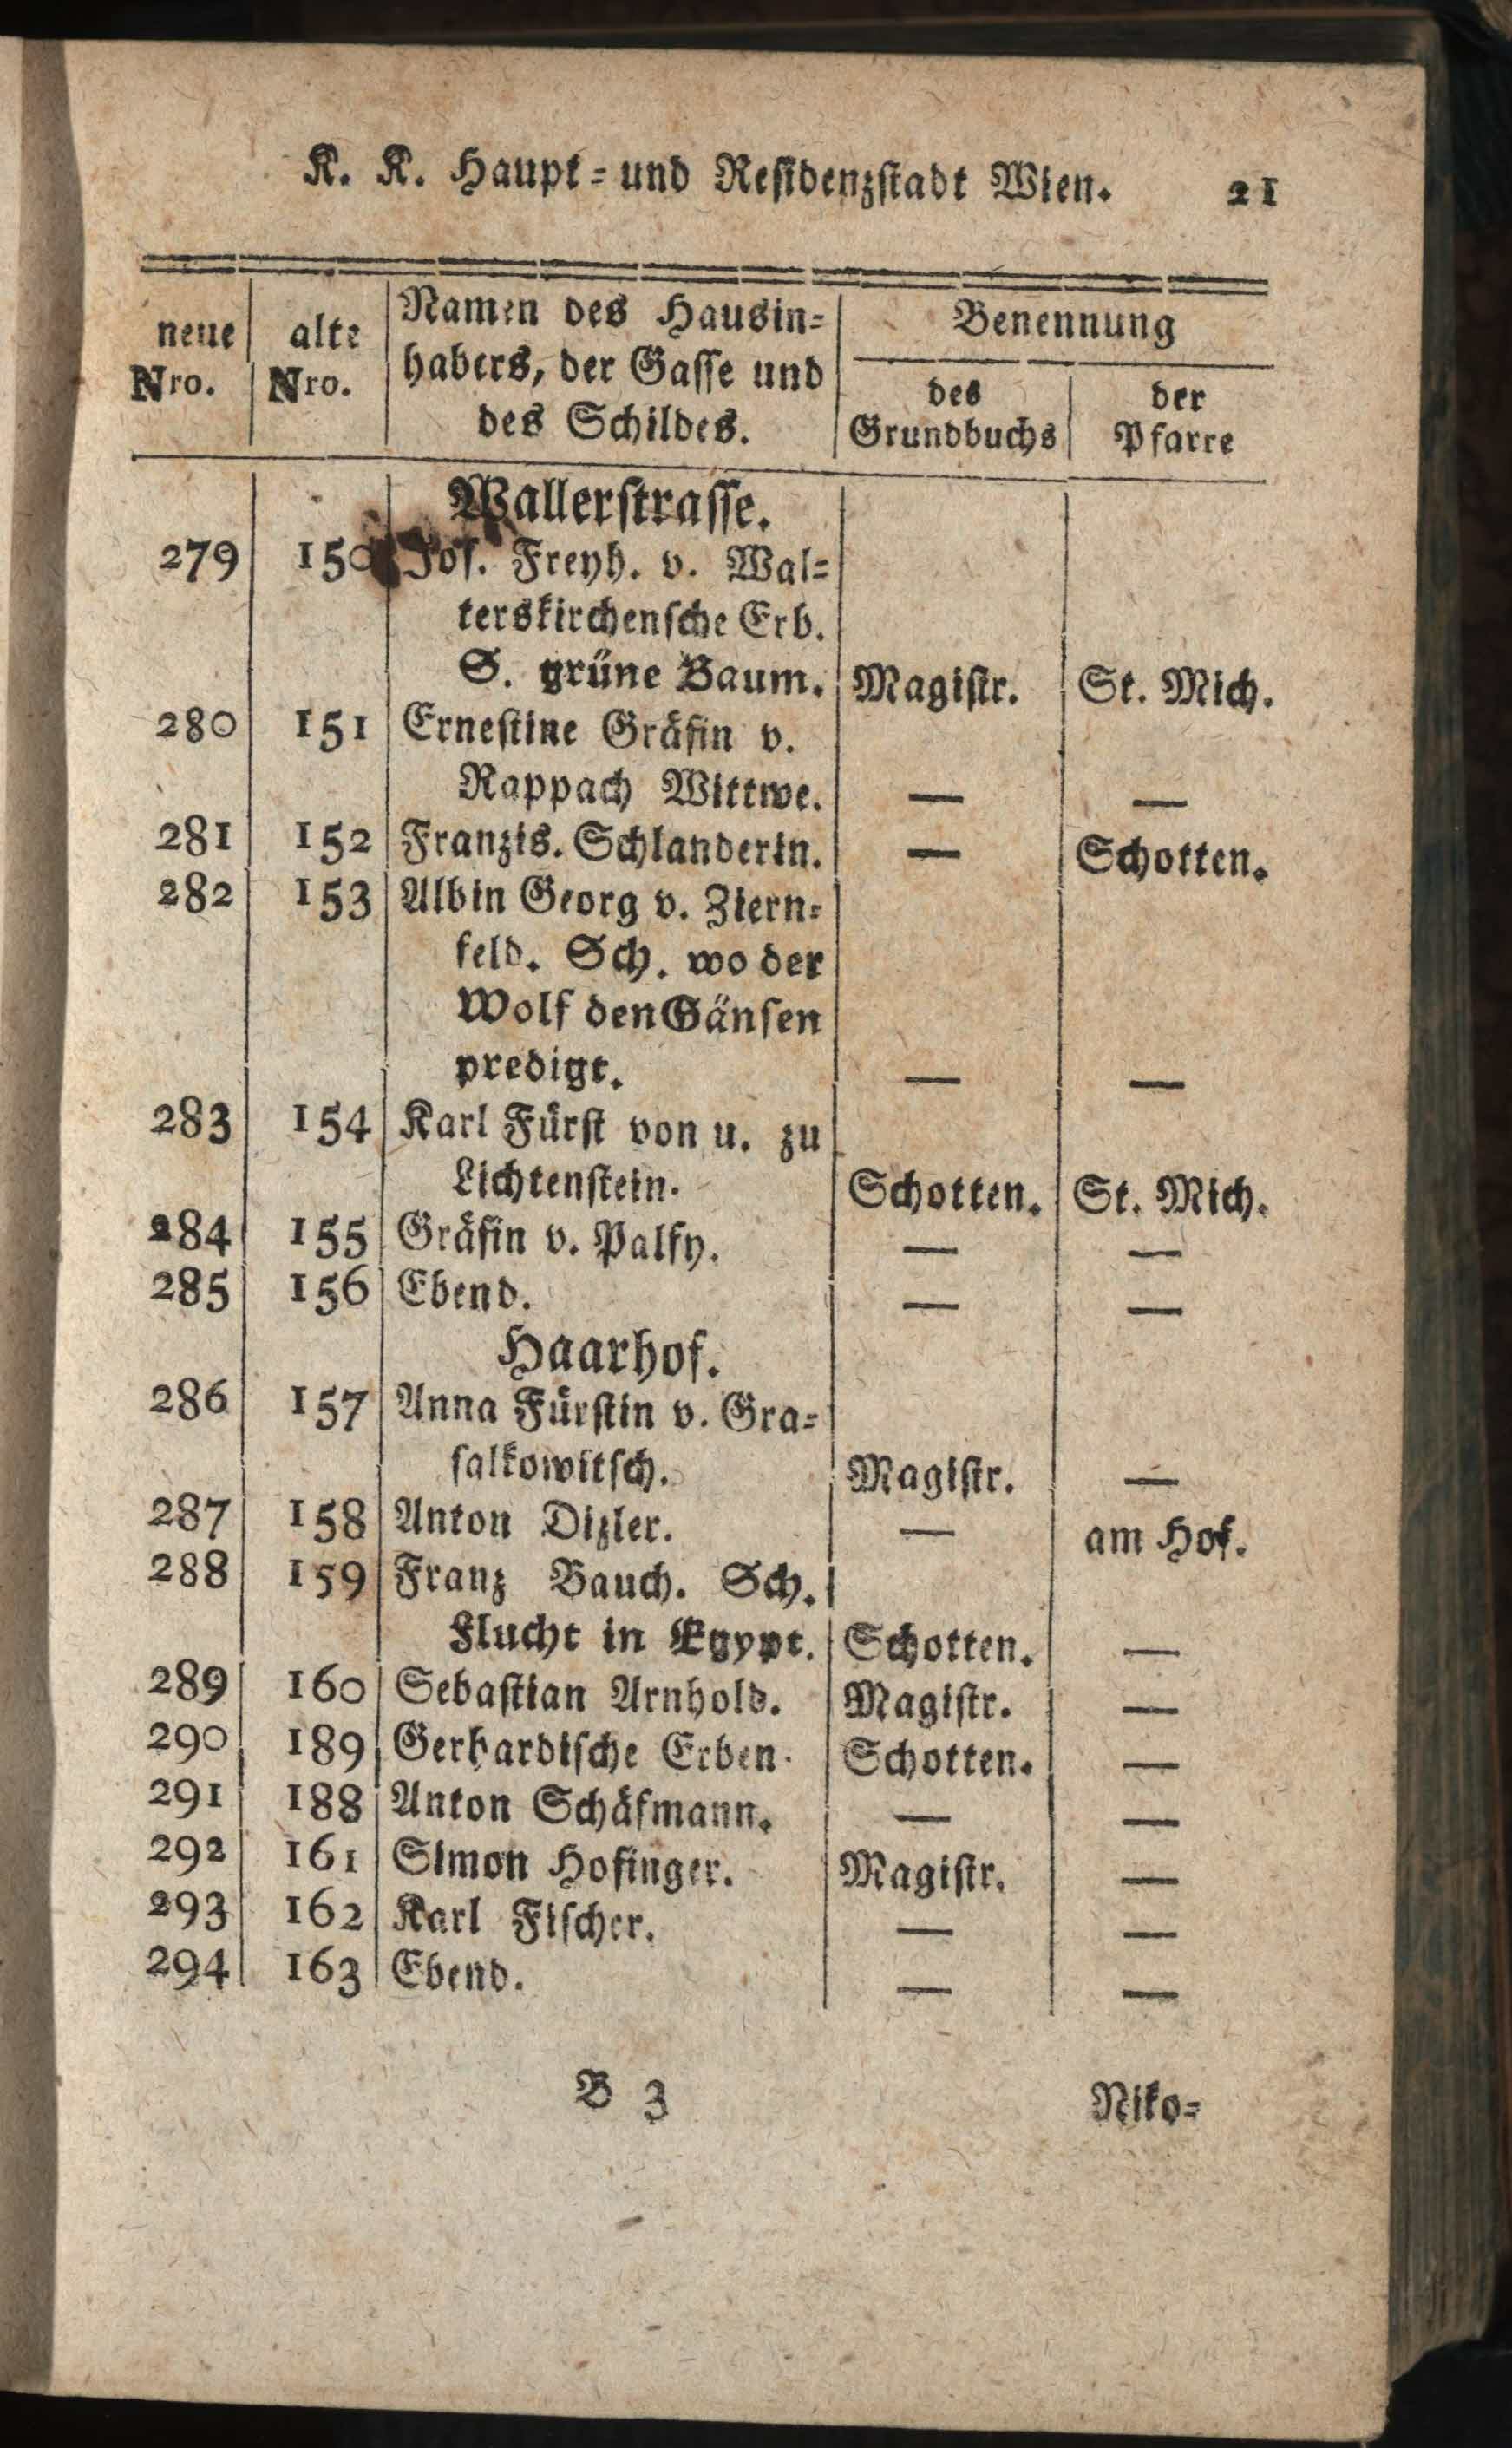 K. K. Haupt- und Residenzstadt Wien. 21
neue Nro. alte Nro. Namen des Hausin-
habers, der Gasse und
des Schildes. Benennung
des Grundbuchs der Pfarre
Wallerstrasse.
279 150 Jos. Freyh. v. Wal-
terskirchensche Erb.
S. grüne Baum. Magistr. St. Mich.
280 151 Ernestine Gräfin v.
Rappach Wittwe. — —
281 152 Franzis. Schlanderin. — Schotten.
282 153 Albin Georg v. Ziern-
feld. Sch. wo der
Wolf den Gänsen
predigt. — —
283 154 Karl Fürst von u. zu
Lichtenstein. Schotten. St. Mich.
284 155 Gräfin v. Palfy. — —
285 156 Ebend. — —
Haarhof.
286 157 Anna Fürstin v. Gra-
salkowitsch. Magistr. —
287 158 Anton Dizler. — am Hof.
288 159 Franz Bauch. Sch.
Flucht in Egypt. Schotten. —
289 160 Sebastian Arnhold. Magistr. —
290 189 Gerhardische Erben. Schotten. —
291 188 Anton Schäfmann. — —
292 161 Simon Hofinger. Magistr. —
293 162 Karl Fischer. — —
294 163 Ebend. — —
B 3 Niko-